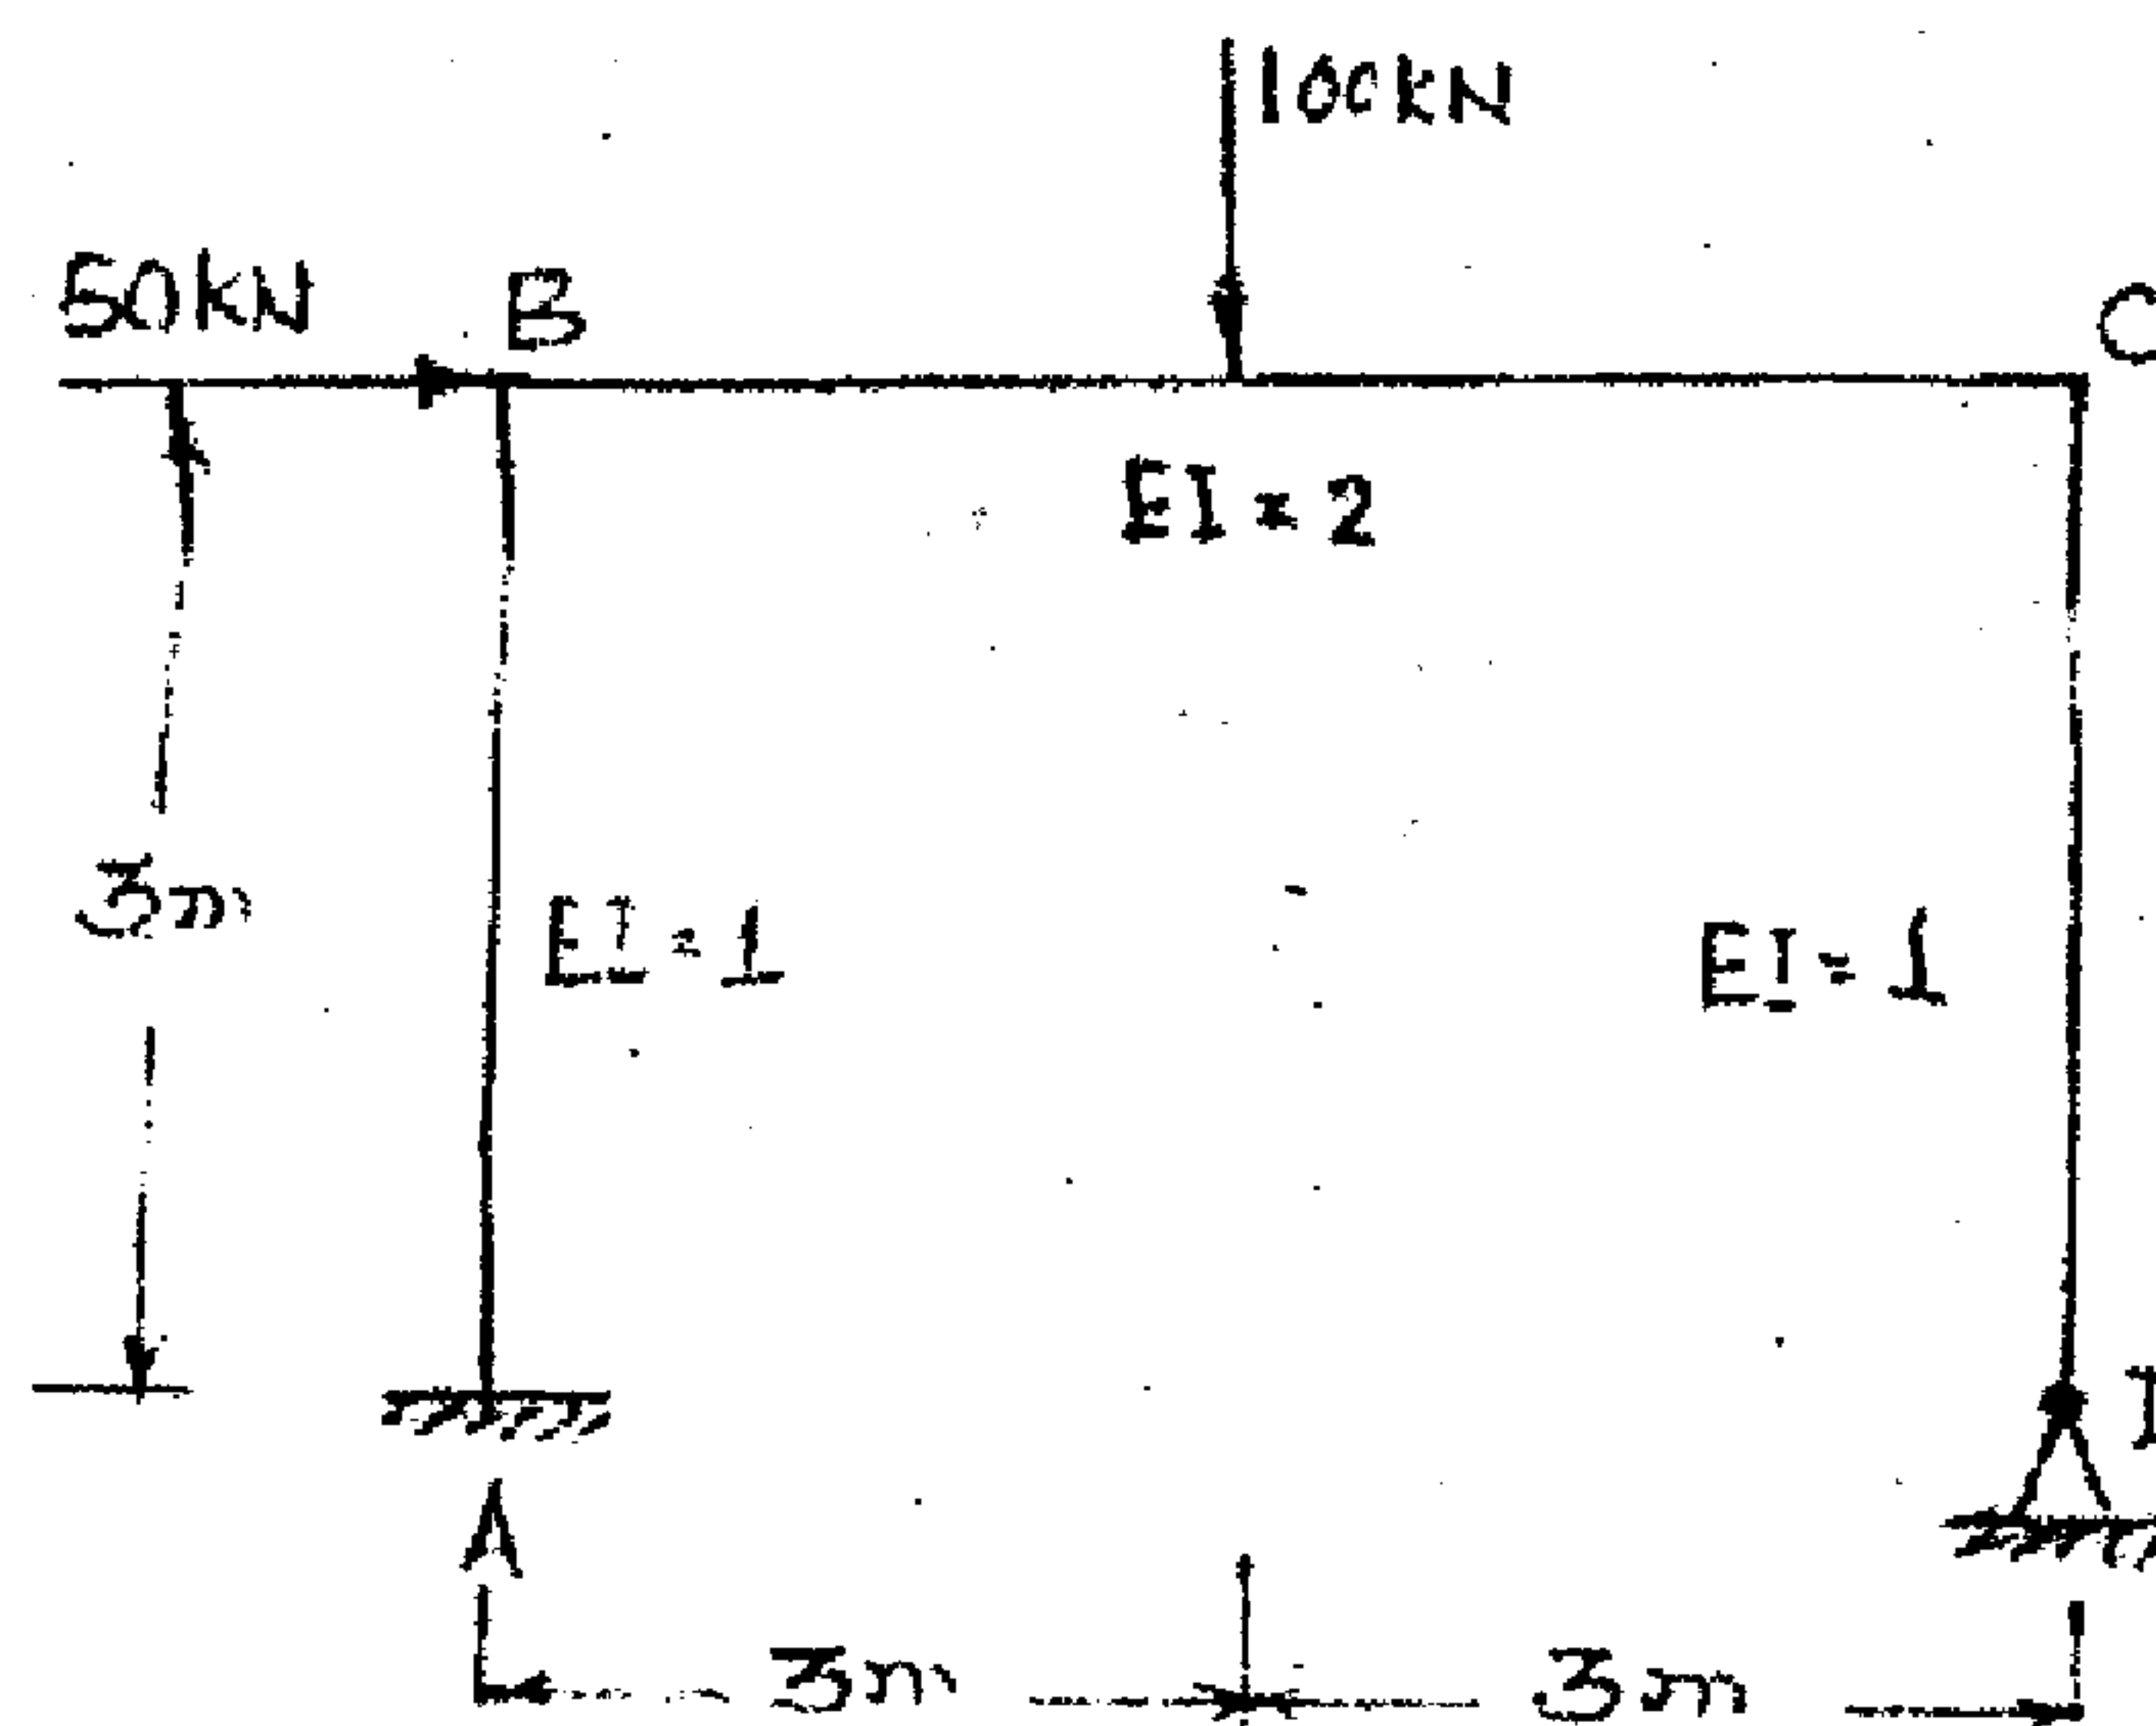 100kN
50kN
B
C
EI = 2
3m
EI = 1
EI = 1
A
3m
3m